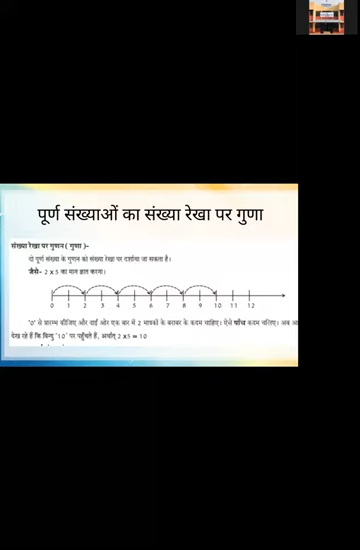 पूर्ण संख्याओं का संख्या रेखा पर गुणा
संख्या रेखा पर गुणन ( गुणा )-
दो पूर्ण संख्या के गुणन को संख्या रेखा पर दर्शाया जा सकता है।
जैसे- 2 x 5 का मान ज्ञात करना।
0 1 2 3 4 5 6 7 8 9 10 11 12
'0' से प्रारम्भ कीजिए और दाईं ओर एक बार में 2 मात्रकों के बराबर के कदम चाहिए। ऐसे पाँच कदम चलिए। अब आ
देख रहे हैं कि बिन्दु '10' पर पहुँचते हैं, अर्थात् 2 x5 = 10